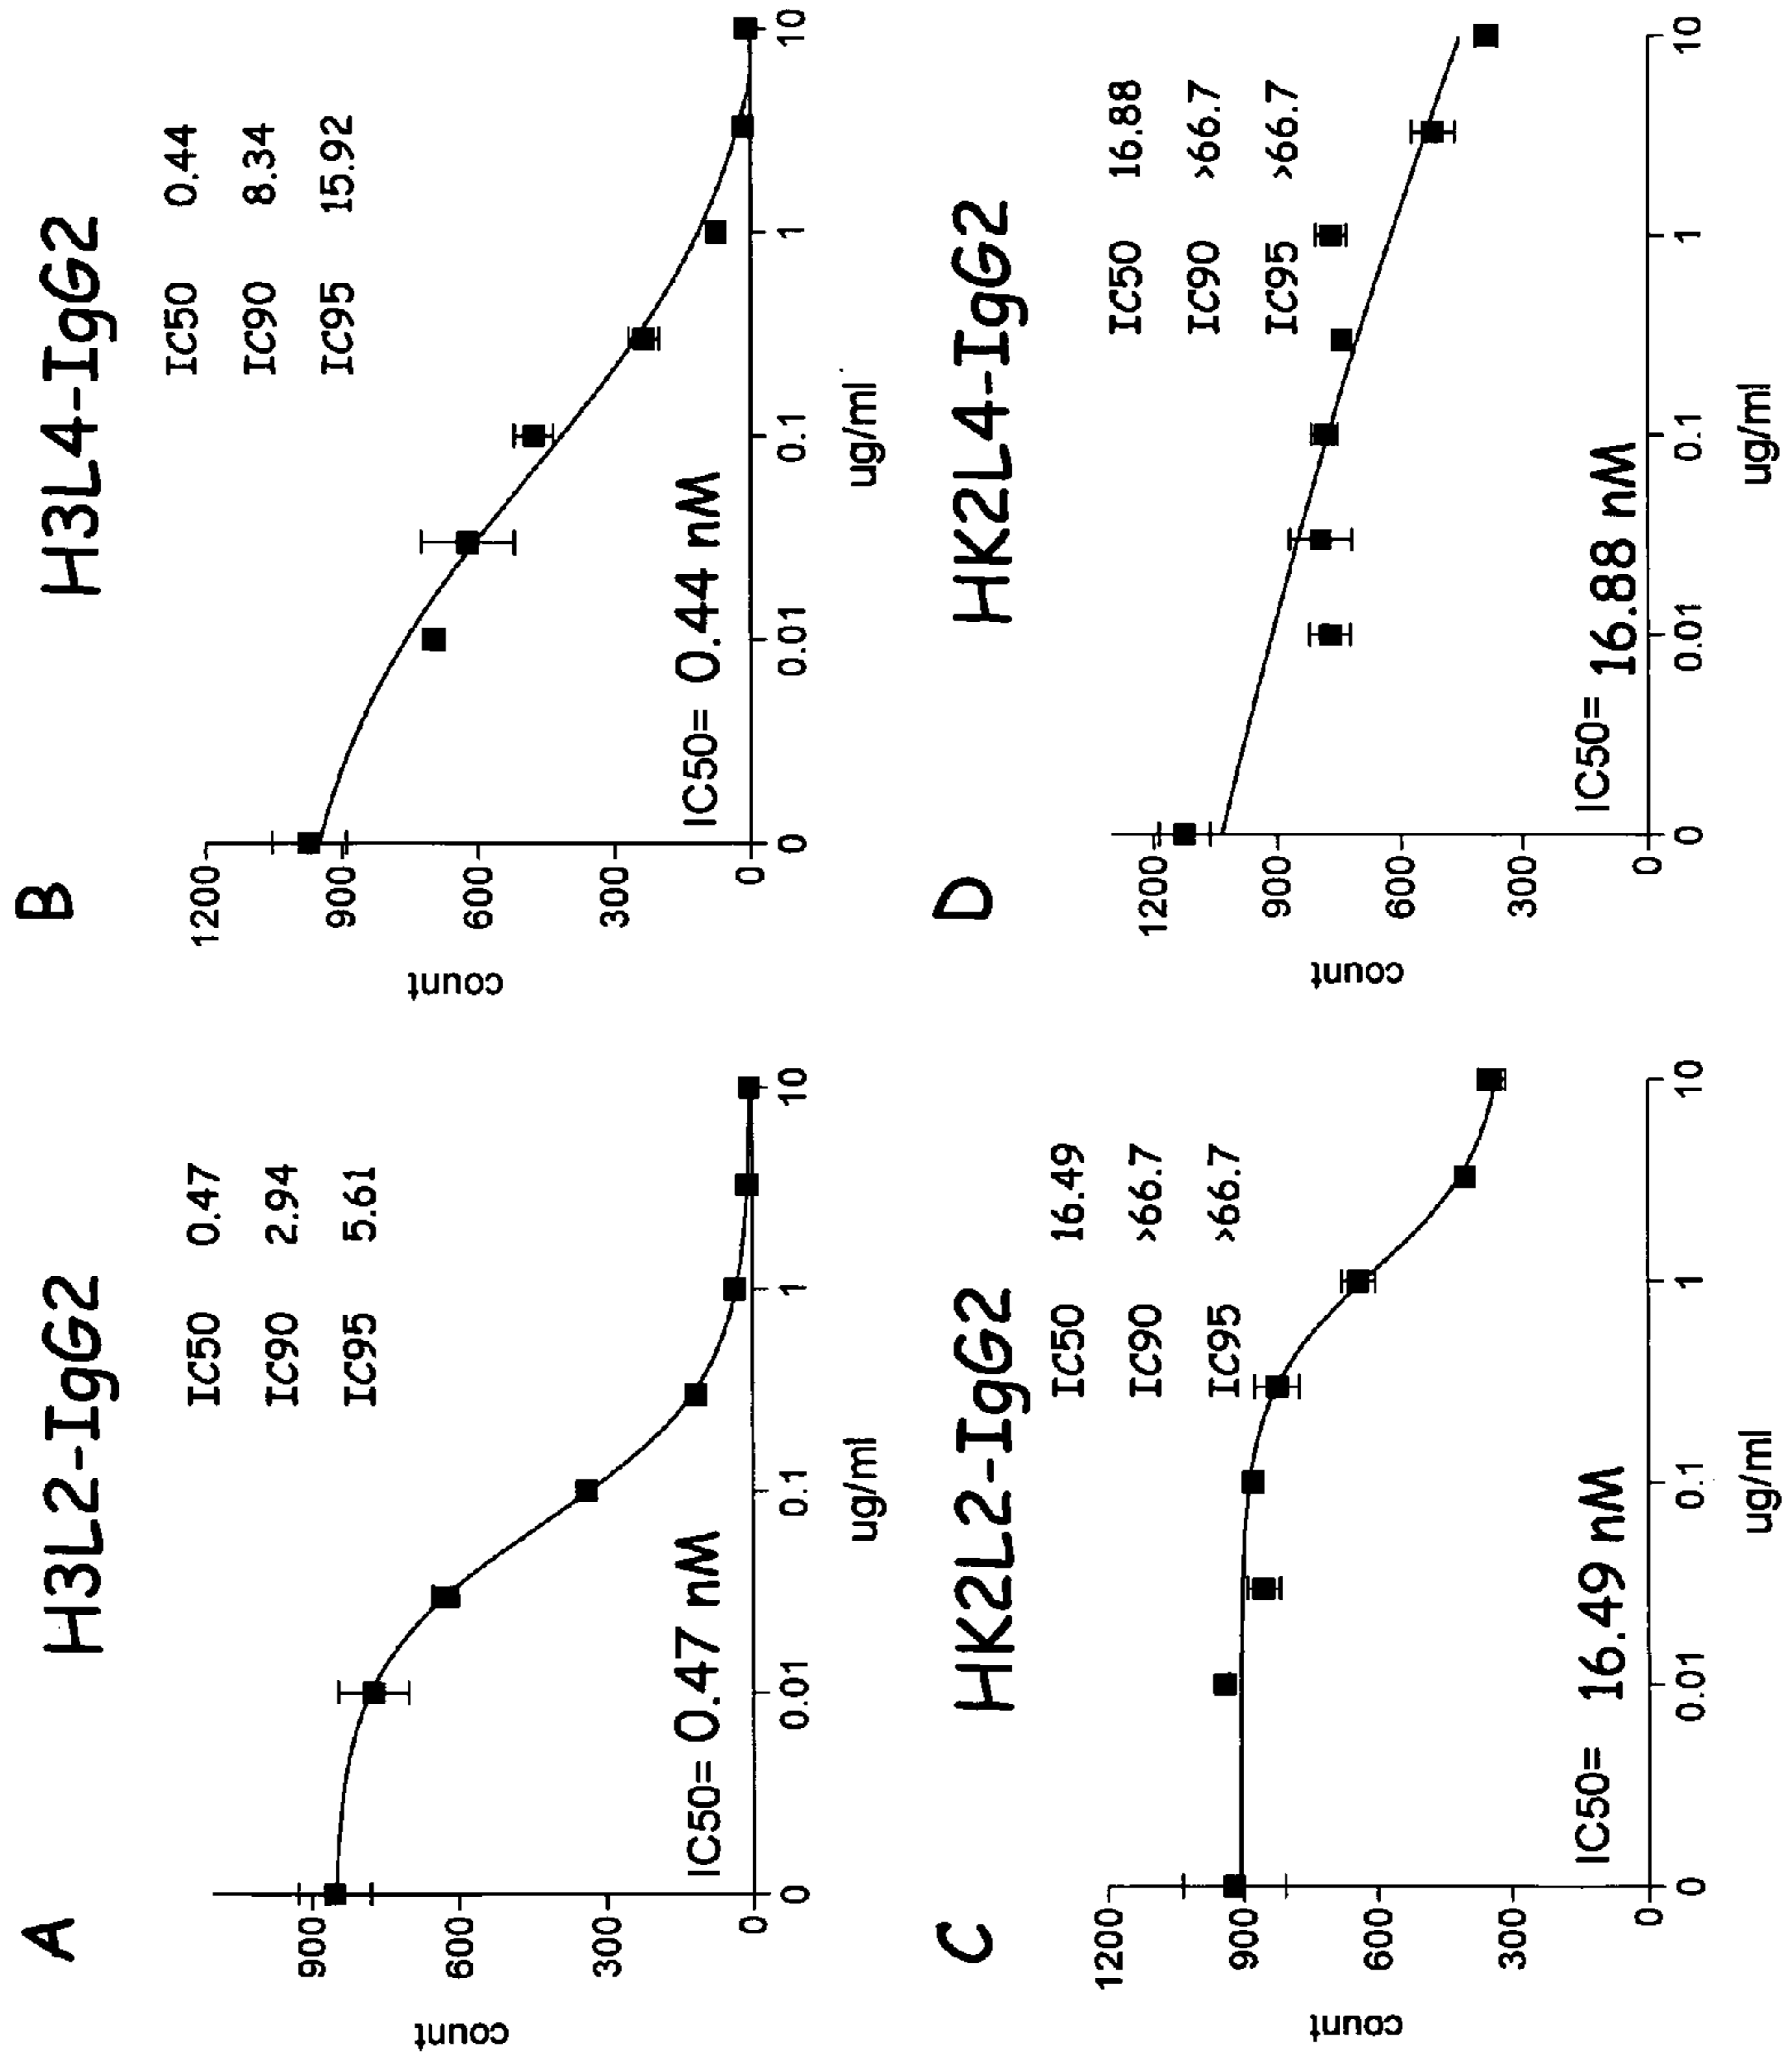 A
H3L2-IgG2
IC50 0.47
IC90 2.94
IC95 5.61
count
900
600
300
0
IC50= 0.47 nM
0 0.01 0.1 1 10
ug/ml
B
H3L4-IgG2
IC50 0.44
IC90 8.34
IC95 15.92
count
1200
900
600
300
0
IC50= 0.44 nM
0 0.01 0.1 1 10
ug/ml
C
HK2L2-IgG2
IC50 16.49
IC90 >66.7
IC95 >66.7
count
1200
900
600
300
0
IC50= 16.49 nM
0 0.01 0.1 1 10
ug/ml
D
HK2L4-IgG2
IC50 16.88
IC90 >66.7
IC95 >66.7
count
1200
900
600
300
0
IC50= 16.88 nM
0 0.01 0.1 1 10
ug/ml